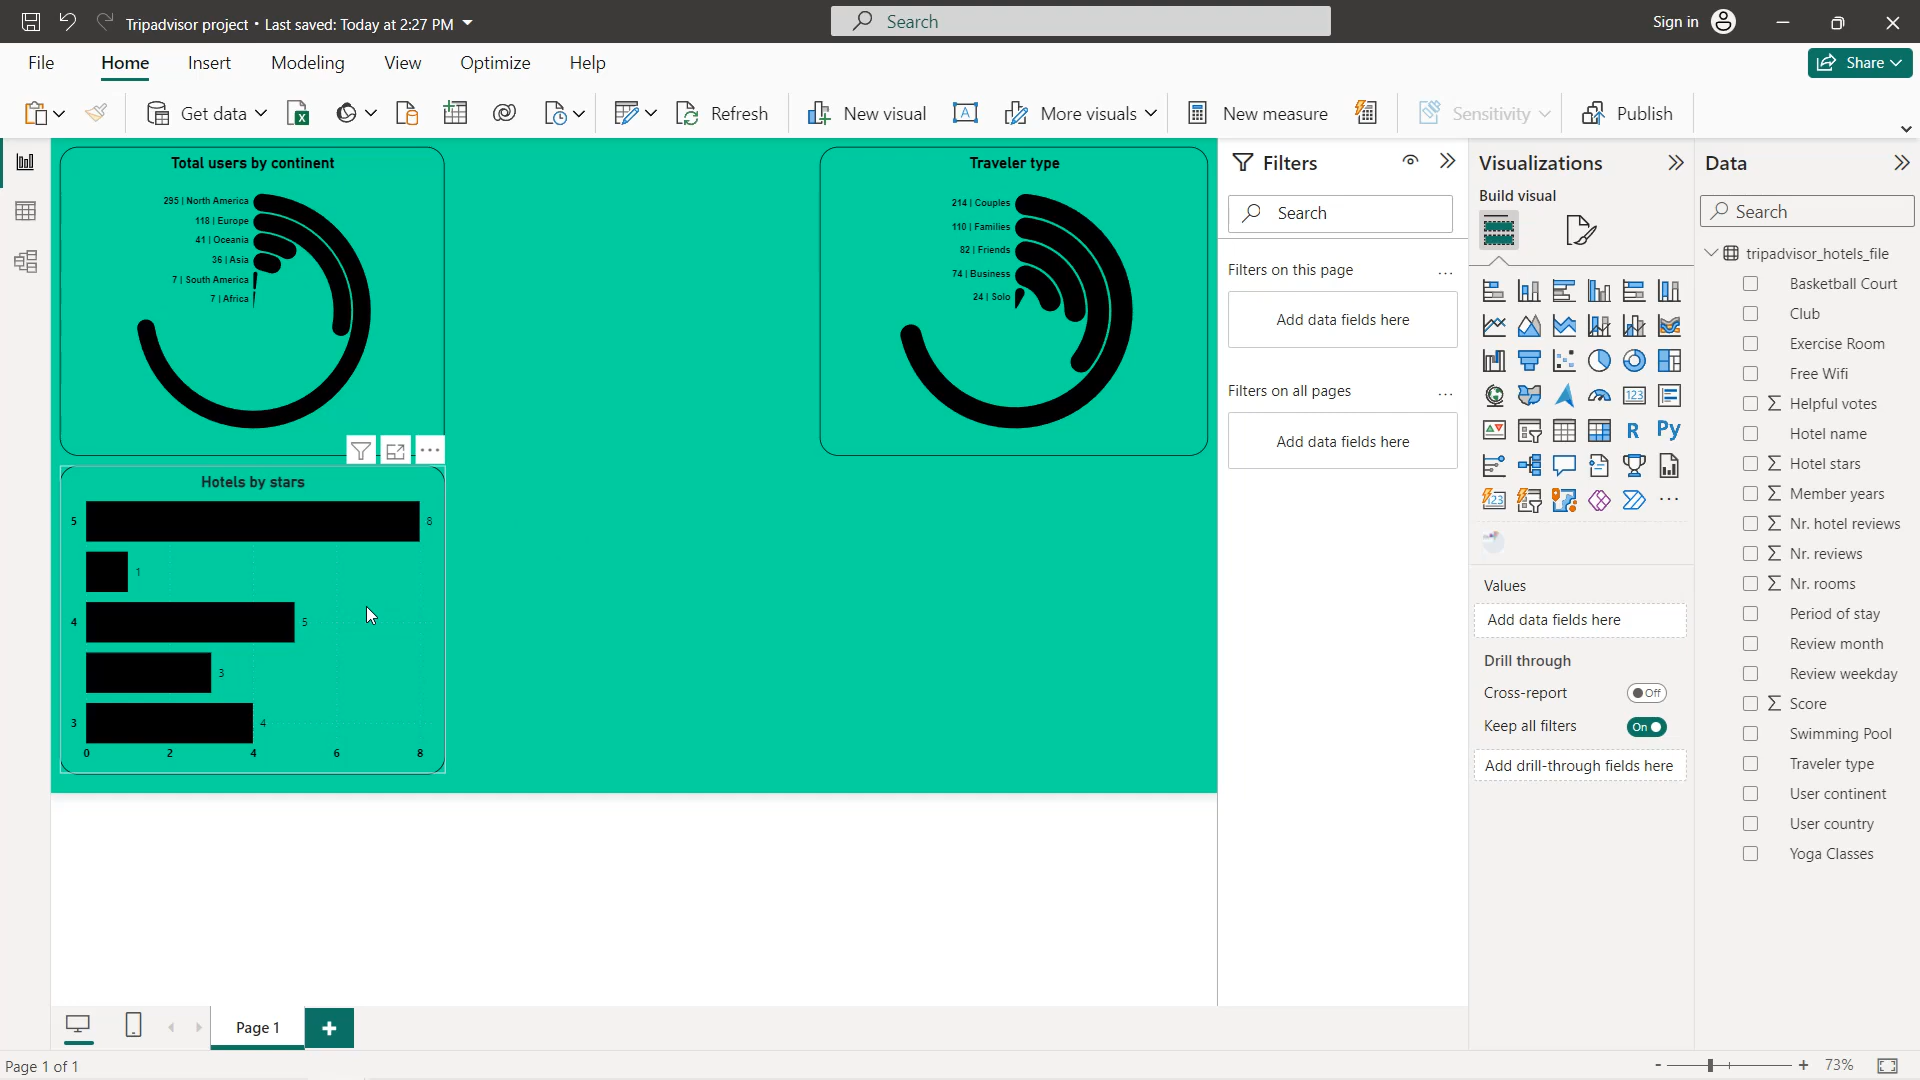 Tripadvisor project • Last saved: Today at 2:27 PM
Search
Sign in
File
Home
Insert
Modeling
View
Optimize
Help
Share
Get data
Refresh
New visual
More visuals
New measure
Sensitivity
Publish
Total users by continent
295 | North America
118 | Europe
41 | Oceania
36 | Asia
7 | South America
7 | Africa
Traveler type
214 | Couples
110 | Families
82 | Friends
74 | Business
24 | Solo
Hotels by stars
5
8
1
4
5
3
3
4
0 2 4 6 8
Filters
Search
Filters on this page
...
Add data fields here
Filters on all pages
...
Add data fields here
Visualizations
Build visual
123
R
Py
123
Values
Add data fields here
Drill through
Cross-report
Off
Keep all filters
On
Add drill-through fields here
Data
Search
tripadvisor_hotels_file
Basketball Court
Club
Exercise Room
Free Wifi
Σ Helpful votes
Hotel name
Σ Hotel stars
Σ Member years
Σ Nr. hotel reviews
Σ Nr. reviews
Σ Nr. rooms
Period of stay
Review month
Review weekday
Σ Score
Swimming Pool
Traveler type
User continent
User country
Yoga Classes
Page 1
+
Page 1 of 1
- + 73%